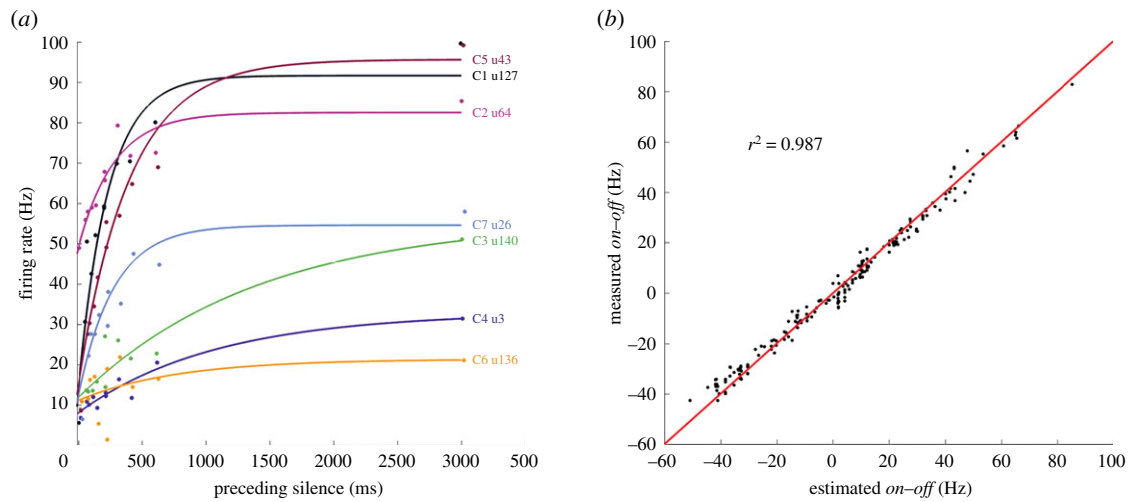 (a)
100
90
80
70
60
50
40
30
20
10
firing rate (Hz)
C5 u43
C1 u127
C2 u64
C7 u26
C3 u140
C4 u3
C6 u136
0 500 1000 1500 2000 2500 3000 500
preceding silence (ms)
(b)
100
80
60
40
20
0
–20
–40
–60
measured on–off (Hz)
r² = 0.987
–60 –40 –20 0 20 40 60 80 100
estimated on–off (Hz)